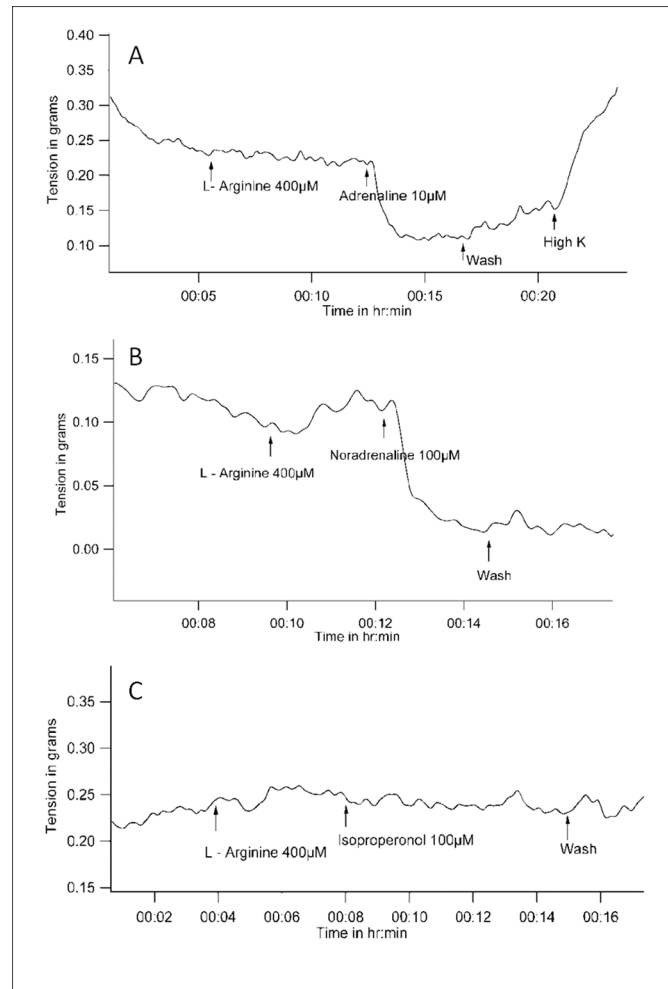 A
0.40
0.35
0.30
0.25
0.20
0.15
0.10
Tension in grams
L- Arginine 400µM
Adrenaline 10µM
Wash
High K
00:05 00:10 00:15 00:20
Time in hr:min
B
0.15
0.10
0.05
0.00
Tension in grams
L - Arginine 400µM
Noradrenaline 100µM
Wash
00:08 00:10 00:12 00:14 00:16
Time in hr:min
C
0.35
0.30
0.25
0.20
0.15
Tension in grams
L - Arginine 400µM
Isoproperonol 100µM
Wash
00:02 00:04 00:06 00:08 00:10 00:12 00:14 00:16
Time in hr:min